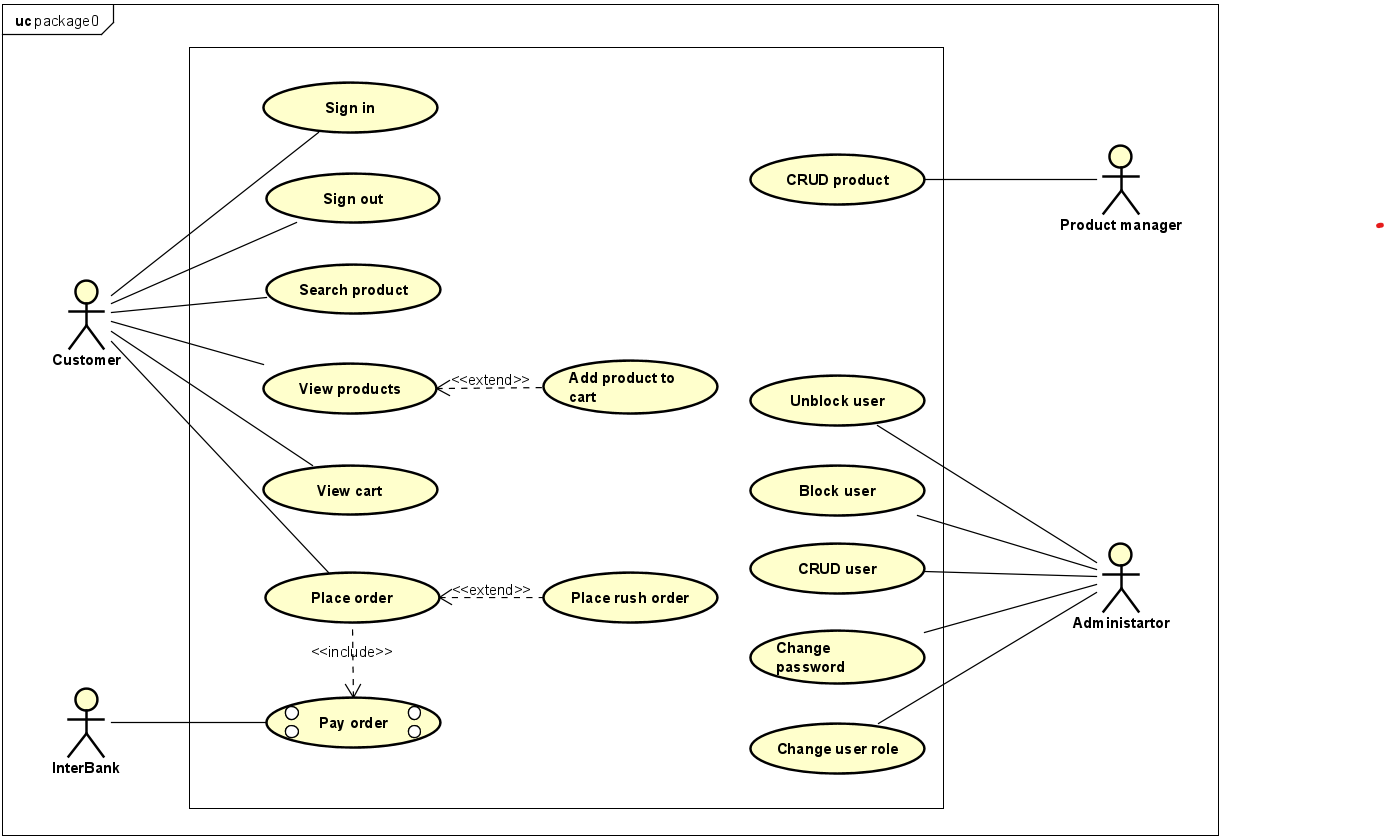 uc package0
Sign in
Sign out
Search product
Customer
View products
<<extend>>
Add product to
cart
View cart
Place order
<<extend>>
Place rush order
<<include>>
Pay order
InterBank
CRUD product
Product manager
Unblock user
Block user
CRUD user
Administartor
Change
password
Change user role